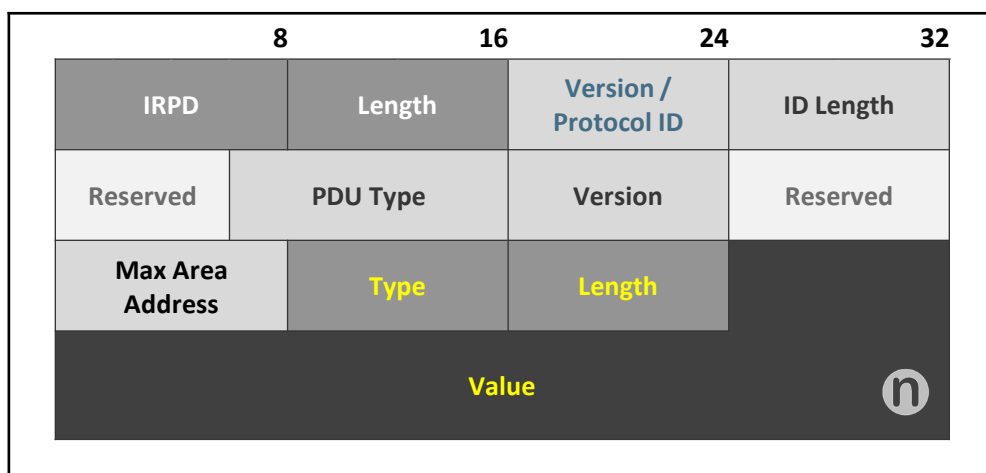 8 16 24 32
IRPD Length Version / Protocol ID ID Length
Reserved PDU Type Version Reserved
Max Area Address Type Length
Value
n